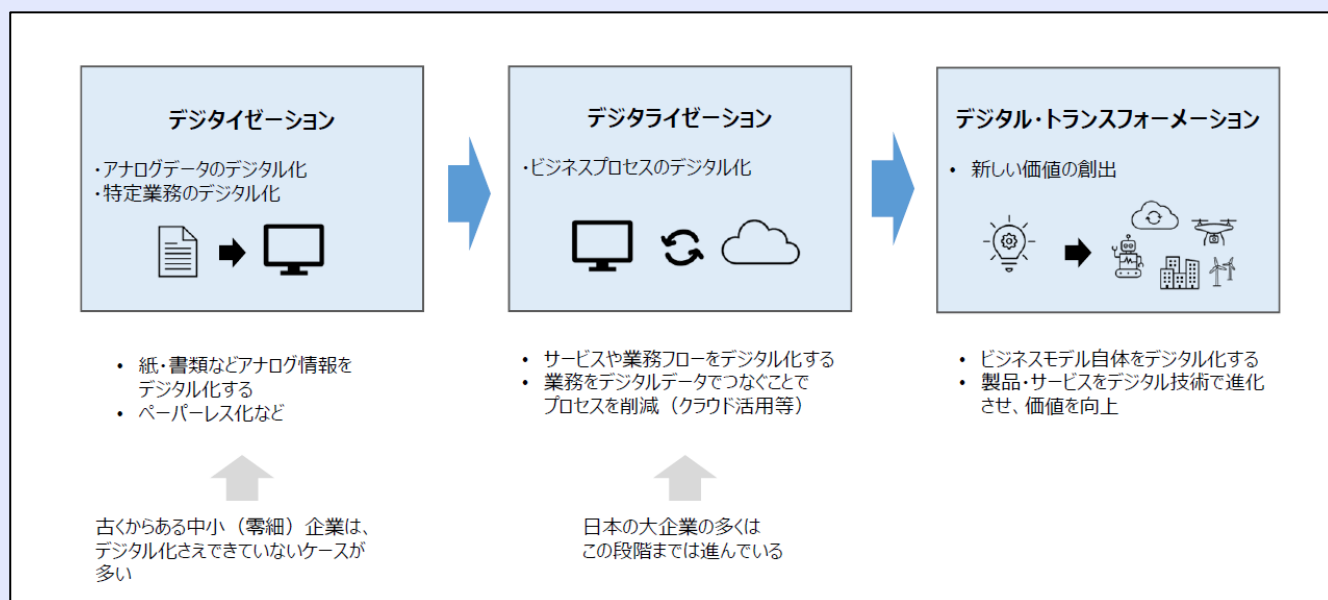 デジタイゼーション
・アナログデータのデジタル化
・特定業務のデジタル化
デジタライゼーション
・ビジネスプロセスのデジタル化
デジタル・トランスフォーメーション
• 新しい価値の創出
• 紙・書類などアナログ情報を
デジタル化する
• ペーパーレス化など
• サービスや業務フローをデジタル化する
• 業務をデジタルデータでつなぐことで
プロセスを削減（クラウド活用等）
• ビジネスモデル自体をデジタル化する
• 製品・サービスをデジタル技術で進化
させ、価値を向上
古くからある中小（零細）企業は、
デジタル化さえできていないケースが
多い
日本の大企業の多くは
この段階までは進んでいる